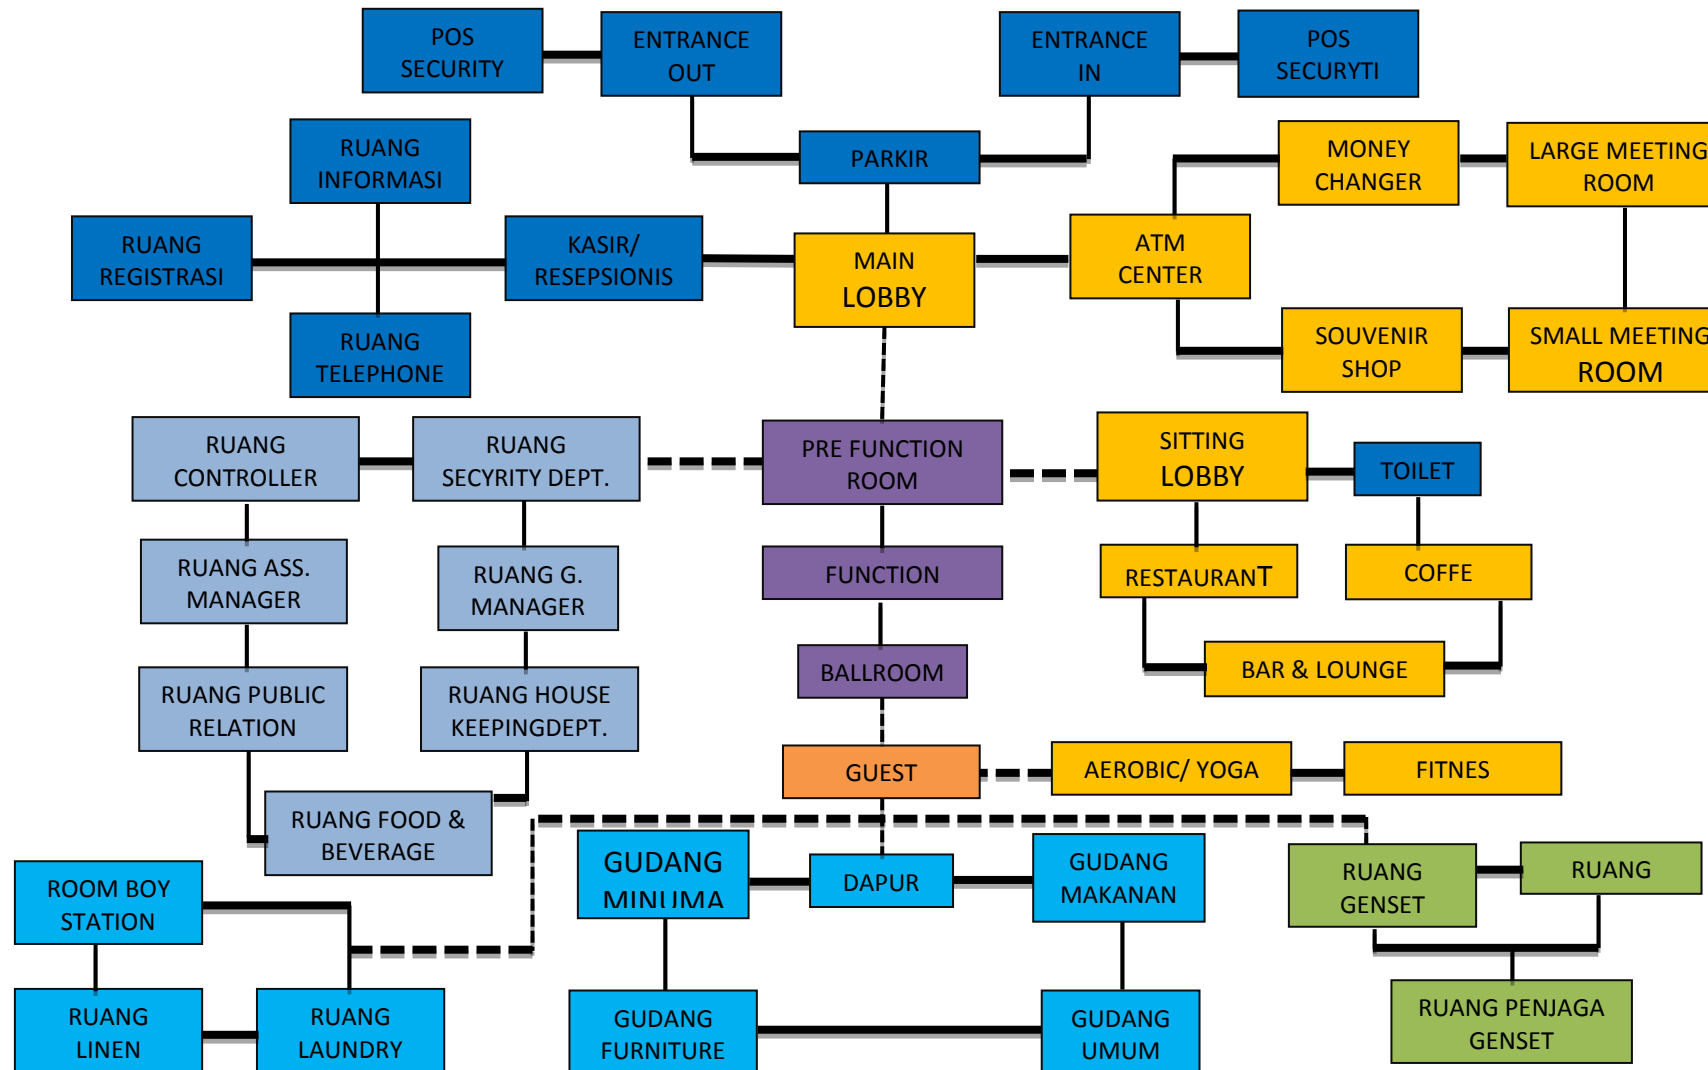 POS
SECURITY
ENTRANCE
OUT
ENTRANCE
IN
POS
SECURYTI
RUANG
INFORMASI
PARKIR
MONEY
CHANGER
LARGE MEETING
ROOM
RUANG
REGISTRASI
KASIR/
RESEPSIONIS
MAIN
LOBBY
ATM
CENTER
RUANG
TELEPHONE
SOUVENIR
SHOP
SMALL MEETING
ROOM
RUANG
CONTROLLER
RUANG
SECYRITY DEPT.
PRE FUNCTION
ROOM
SITTING
LOBBY
TOILET
RUANG ASS.
MANAGER
RUANG G.
MANAGER
FUNCTION
RESTAURANT
COFFE
RUANG PUBLIC
RELATION
RUANG HOUSE
KEEPINGDEPT.
BALLROOM
BAR & LOUNGE
GUEST
AEROBIC/ YOGA
FITNES
RUANG FOOD &
BEVERAGE
ROOM BOY
STATION
GUDANG
MINUMA
DAPUR
GUDANG
MAKANAN
RUANG
GENSET
RUANG
RUANG
LINEN
RUANG
LAUNDRY
GUDANG
FURNITURE
GUDANG
UMUM
RUANG PENJAGA
GENSET